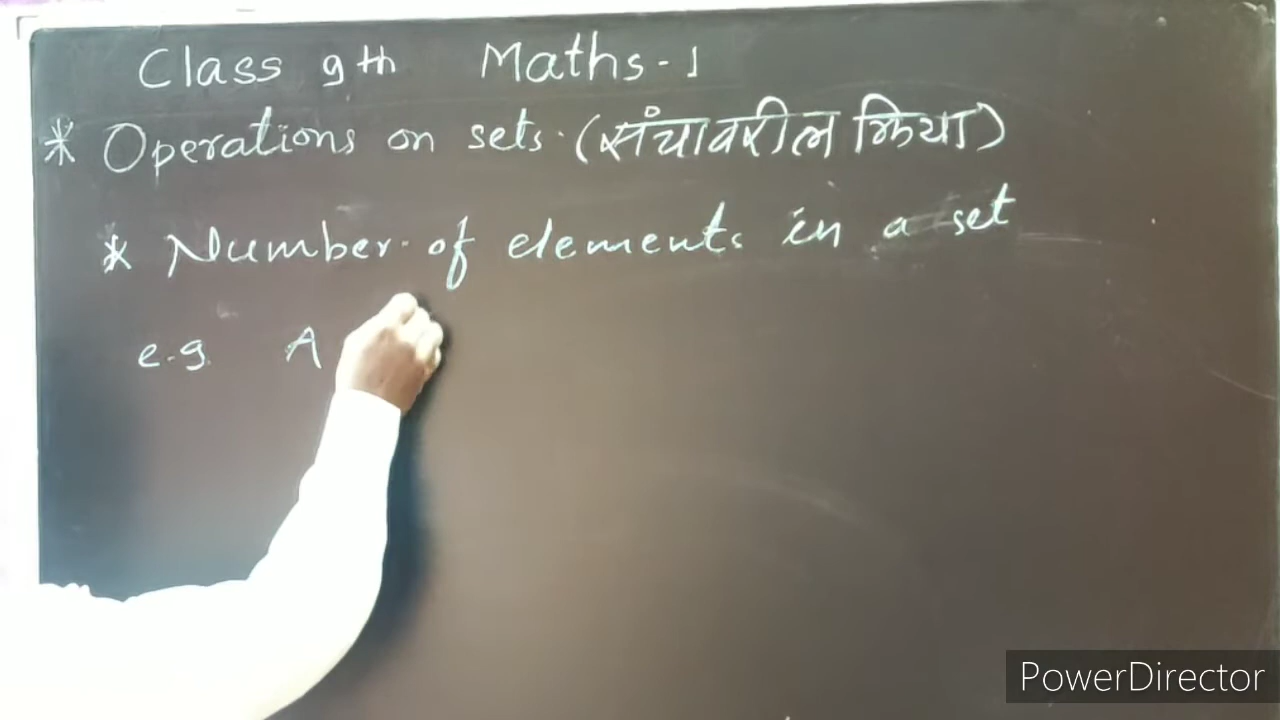 Class 9th Maths-1
* Operations on sets. (संचावरील क्रिया)
* Number of elements in a set
e.g. A
PowerDirector